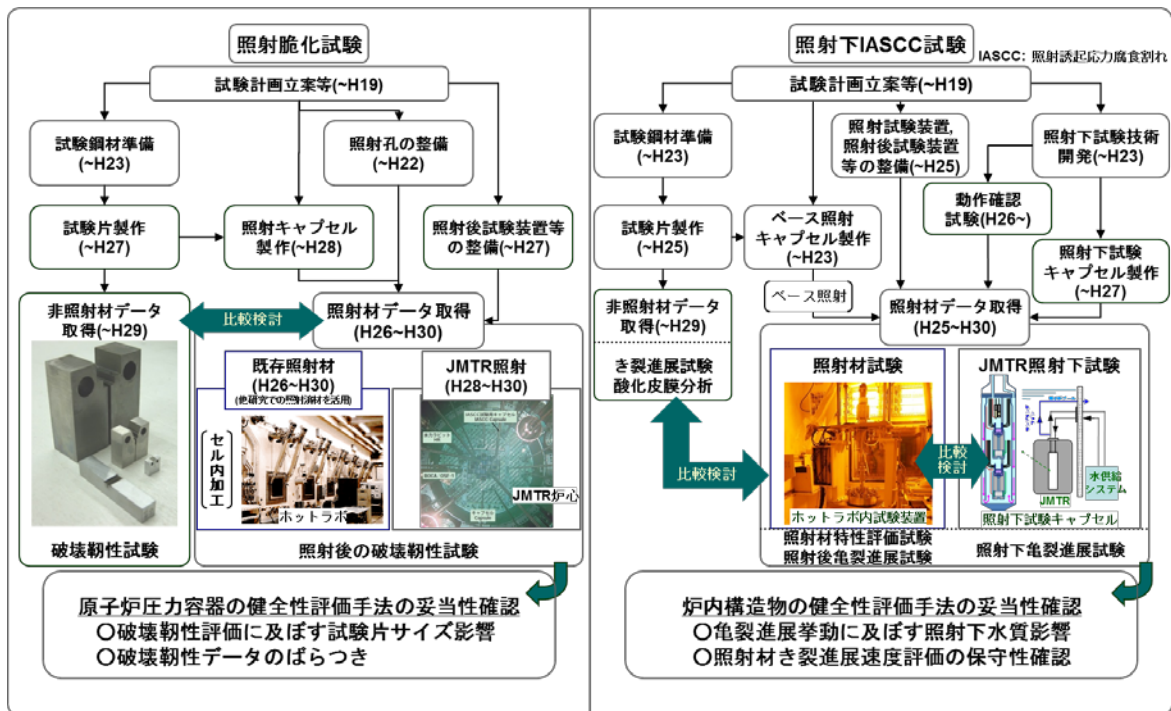 照射脆化試験
試験計画立案等(~H19)
試験鋼材準備
(~H23)
照射孔の整備
(~H22)
試験片製作
(~H27)
照射キャプセル
製作(~H28)
照射後試験装置等
の整備(~H27)
非照射材データ
取得(~H29)
比較検討
照射材データ取得
(H26~H30)
既存照射材
(H26~H30)
JMTR照射
(H28~H30)
セル内加工
ホットラボ
JMTR炉心
破壊靭性試験
照射後の破壊靭性試験
原子炉圧力容器の健全性評価手法の妥当性確認
〇破壊靭性評価に及ぼす試験片サイズ影響
〇破壊靭性データのばらつき
照射下IASCC試験
IASCC: 照射誘起応力腐食割れ
試験計画立案等(~H19)
試験鋼材準備
(~H23)
照射試験装置,
照射後試験装置
等の整備(~H25)
照射下試験技術
開発(~H23)
動作確認
試験(H26~)
試験片製作
(~H25)
ベース照射
キャプセル製作
(~H23)
照射下試験
キャプセル製作
(~H27)
ベース照射
非照射材データ
取得(~H29)
き裂進展試験
酸化皮膜分析
照射材データ取得
(H25~H30)
照射材試験
JMTR照射下試験
比較検討
比較
検討
水供給
システム
JMTR
ホットラボ内試験装置
照射下試験キャプセル
照射材特性評価試験
照射後亀裂進展試験
照射下亀裂進展試験
炉内構造物の健全性評価手法の妥当性確認
〇亀裂進展挙動に及ぼす照射下水質影響
〇照射材き裂進展速度評価の保守性確認